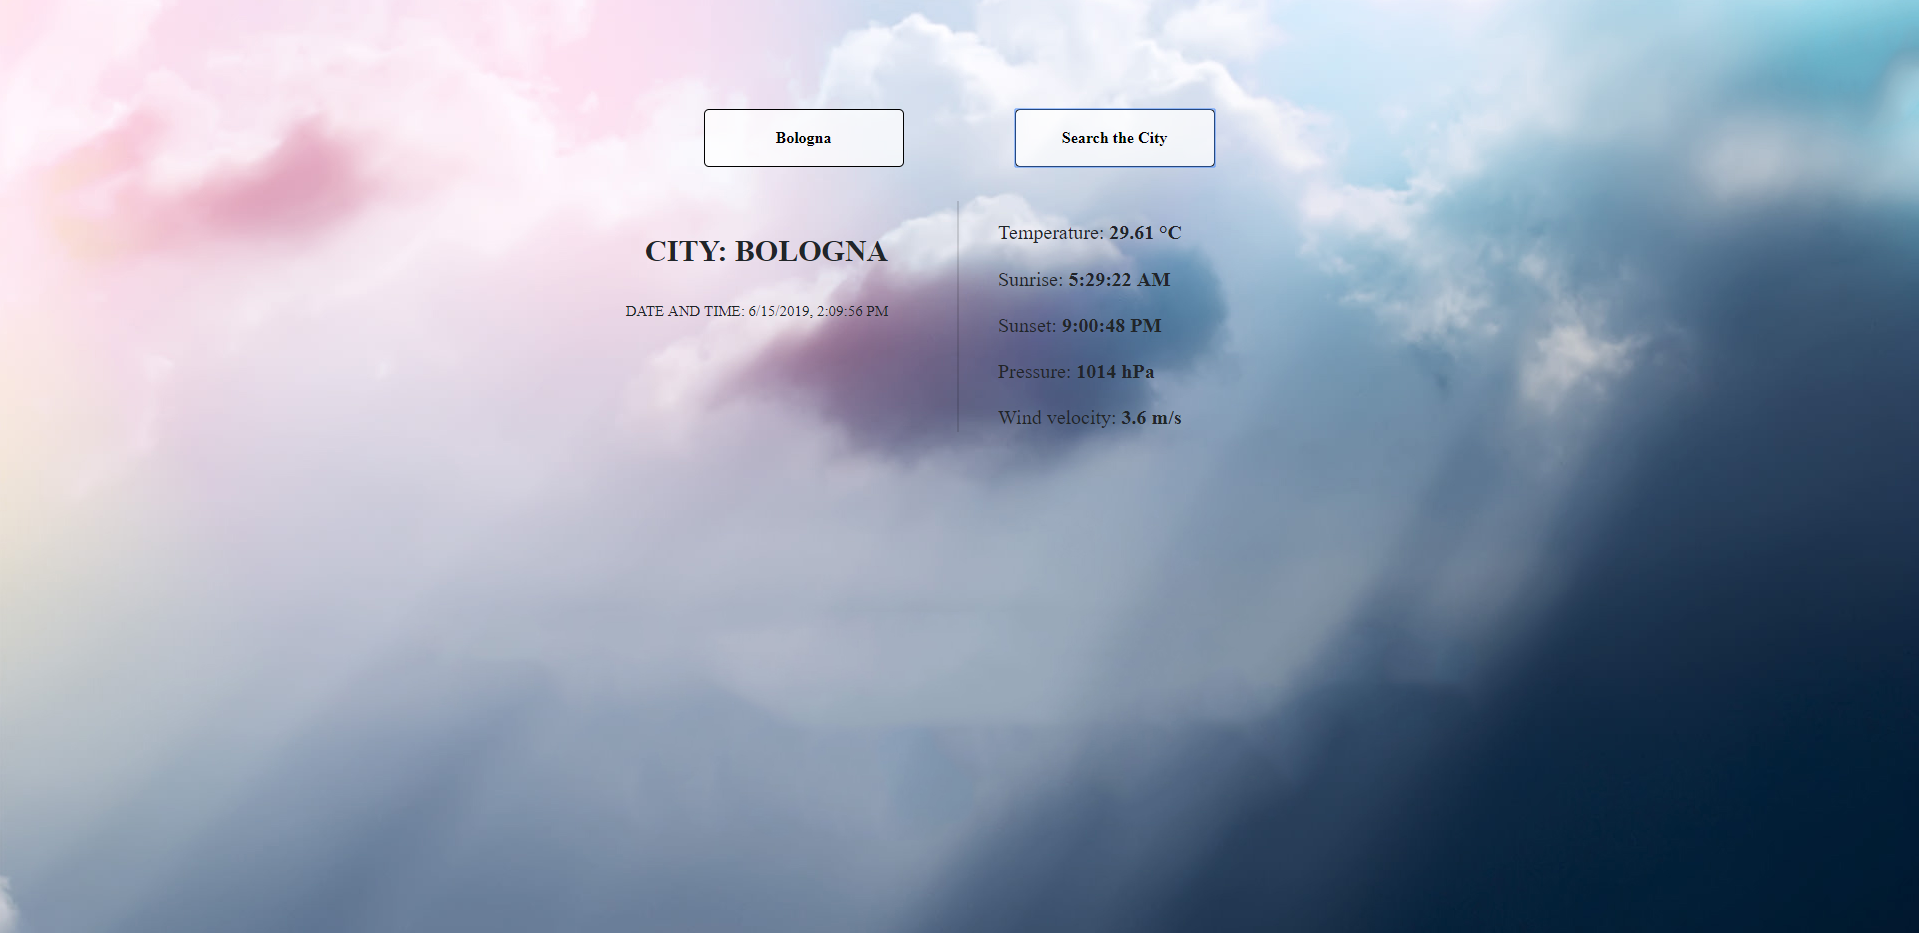 Bologna
Search the City
CITY: BOLOGNA
DATE AND TIME: 6/15/2019, 2:09:56 PM
Temperature: 29.61 °C
Sunrise: 5:29:22 AM
Sunset: 9:00:48 PM
Pressure: 1014 hPa
Wind velocity: 3.6 m/s